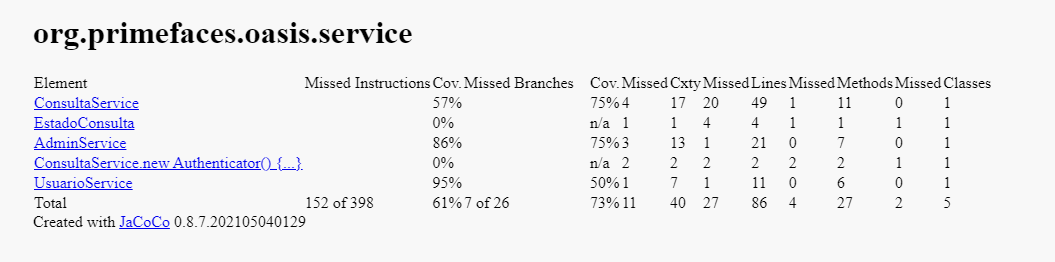 org.primefaces.oasis.service
Element Missed Instructions Cov. Missed Branches Cov. Missed Cxty Missed Lines Missed Methods Missed Classes
ConsultaService 57% 75% 4 17 20 49 1 11 0 1
EstadoConsulta 0% n/a 1 1 4 4 1 1 1 1
AdminService 86% 75% 3 13 1 21 0 7 0 1
ConsultaService.new Authenticator() {...} 0% n/a 2 2 2 2 2 2 1 1
UsuarioService 95% 50% 1 7 1 11 0 6 0 1
Total 152 of 398 61% 7 of 26 73% 11 40 27 86 4 27 2 5
Created with JaCoCo 0.8.7.202105040129